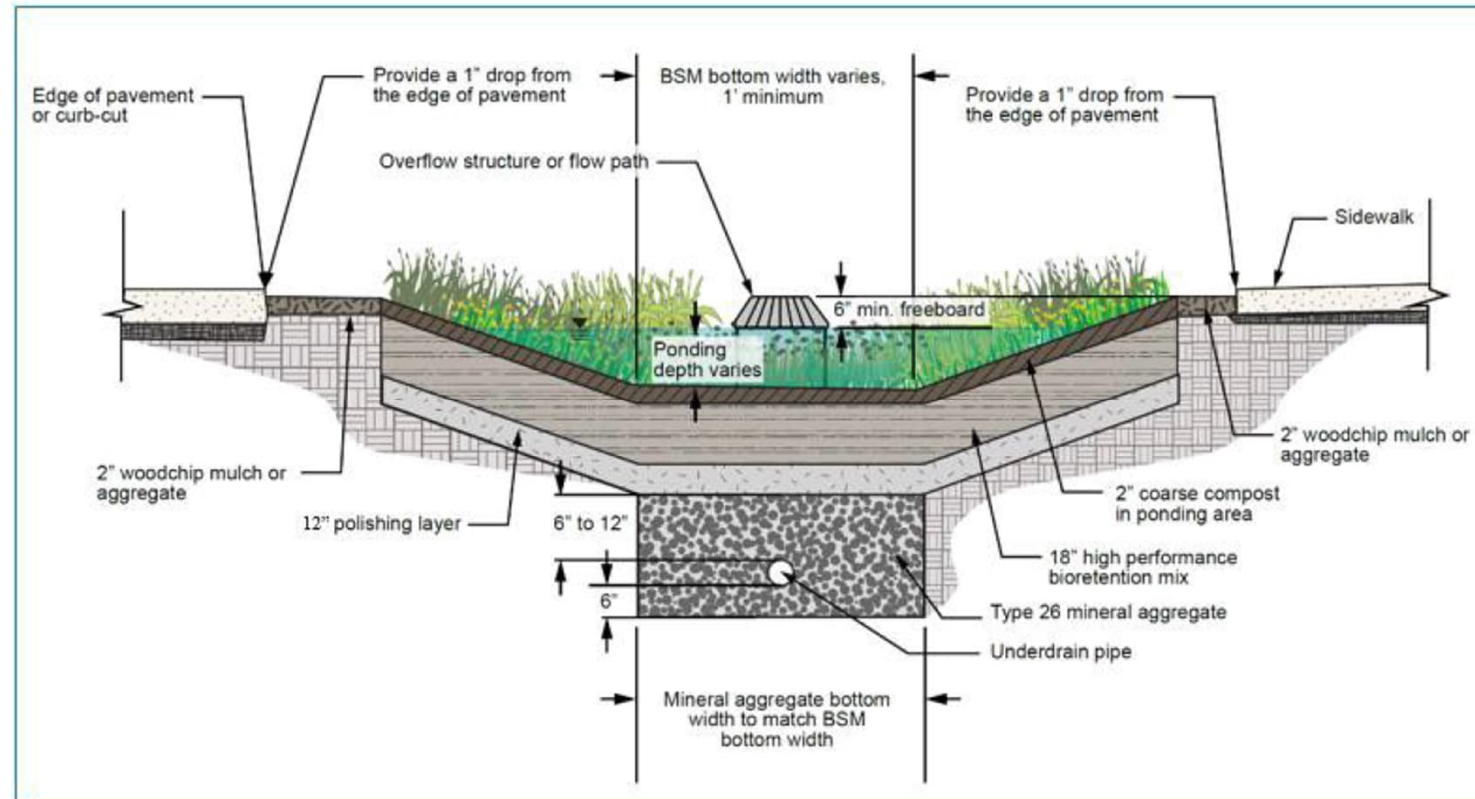 Edge of pavement
or curb-cut
Provide a 1" drop from
the edge of pavement
BSM bottom width varies,
1' minimum
Provide a 1" drop from
the edge of pavement
Overflow structure or flow path
Sidewalk
6" min. freeboard
Ponding
depth varies
2" woodchip mulch or
aggregate
12" polishing layer
6" to 12"
6"
2" woodchip mulch or
aggregate
2" coarse compost
in ponding area
18" high performance
bioretention mix
Type 26 mineral aggregate
Underdrain pipe
Mineral aggregate bottom
width to match BSM
bottom width